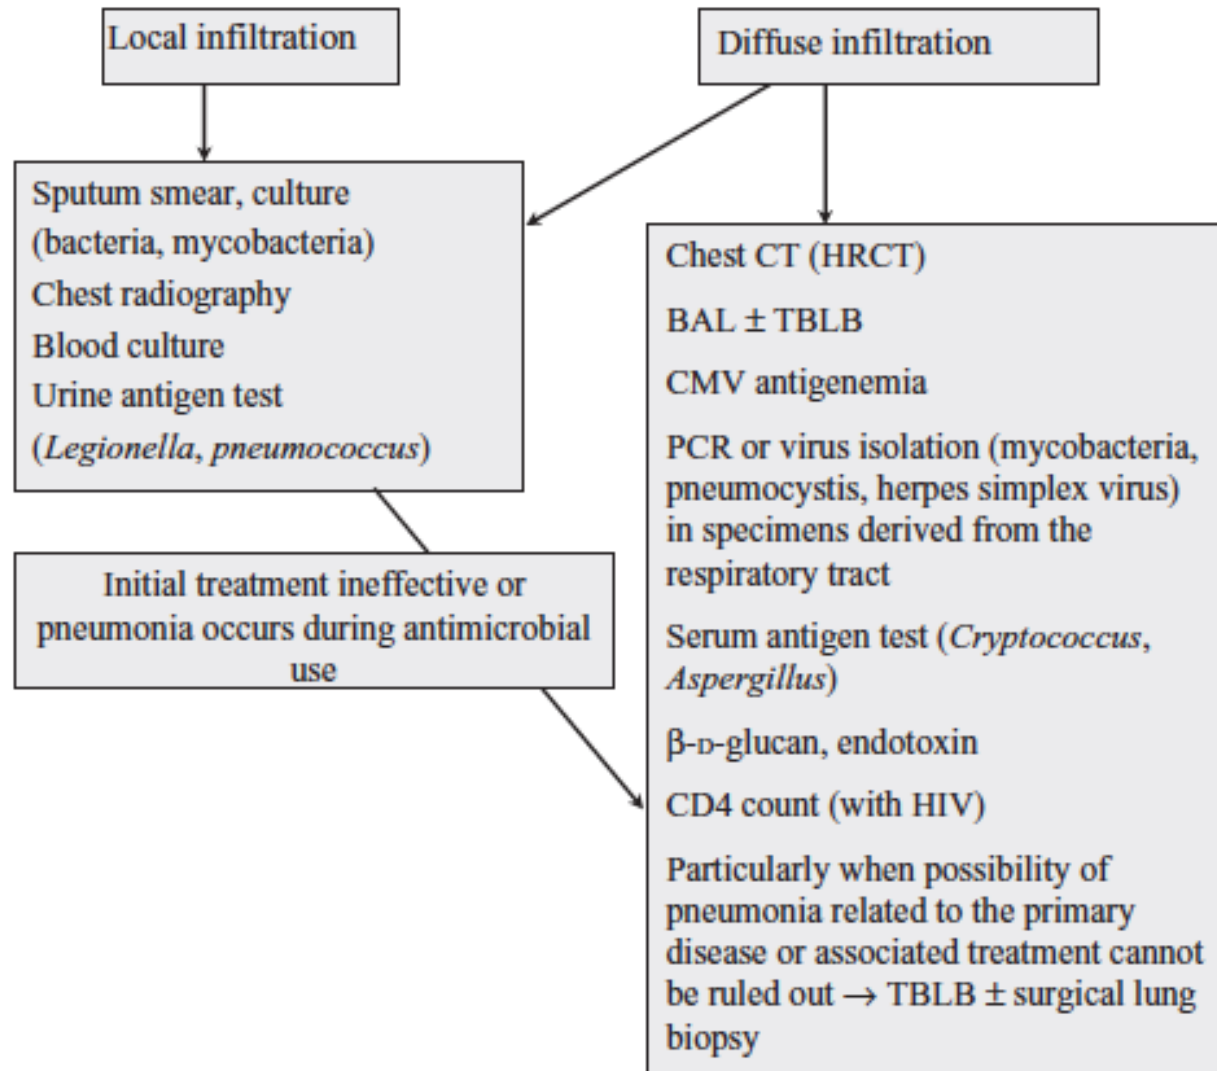 Local infiltration
Diffuse infiltration
Sputum smear, culture
(bacteria, mycobacteria)
Chest radiography
Blood culture
Urine antigen test
(Legionella, pneumococcus)
Initial treatment ineffective or
pneumonia occurs during antimicrobial
use
Chest CT (HRCT)
BAL ± TBLB
CMV antigenemia
PCR or virus isolation (mycobacteria,
pneumocystis, herpes simplex virus)
in specimens derived from the
respiratory tract
Serum antigen test (Cryptococcus,
Aspergillus)
β-D-glucan, endotoxin
CD4 count (with HIV)
Particularly when possibility of
pneumonia related to the primary
disease or associated treatment cannot
be ruled out → TBLB ± surgical lung
biopsy